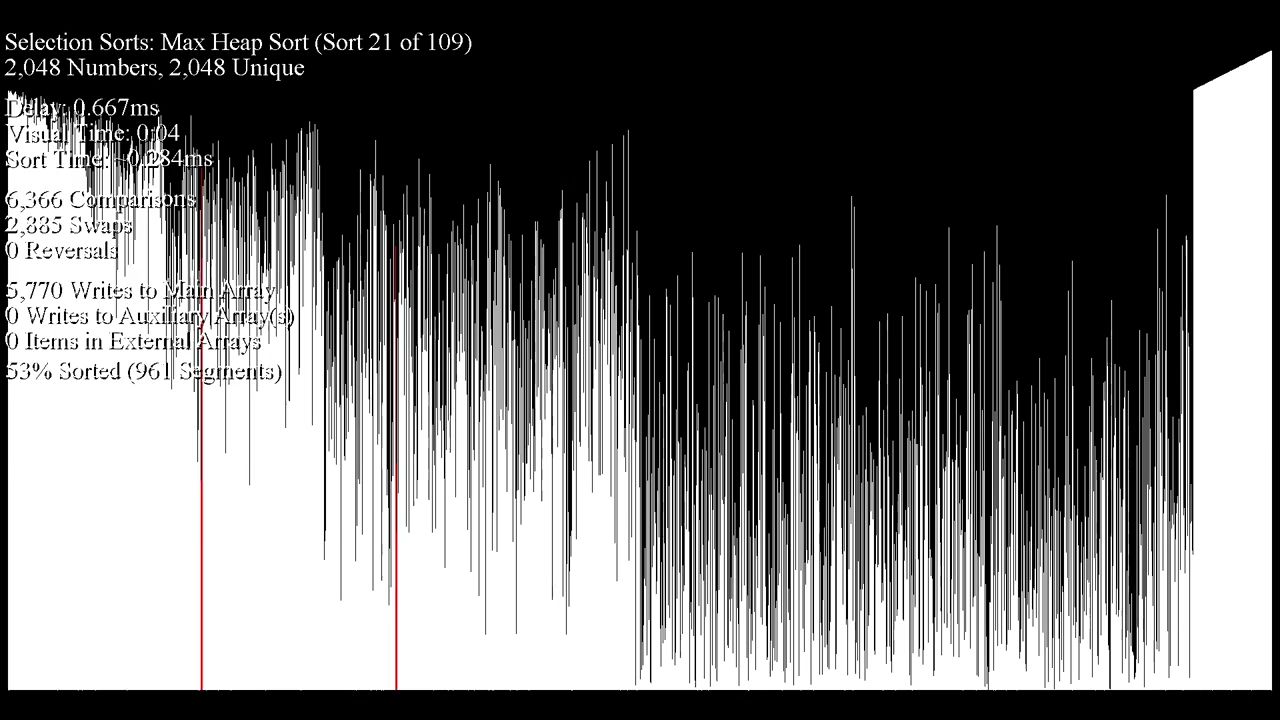 Selection Sorts: Max Heap Sort (Sort 21 of 109)
2,048 Numbers, 2,048 Unique
Delay: 0.667ms
Visual Time: 0:04
Sort Time: ~0.284ms
6,366 Comparisons
2,885 Swaps
0 Reversals
5,770 Writes to Main Array
0 Writes to Auxiliary Array(s)
0 Items in External Arrays
53% Sorted (961 Segments)